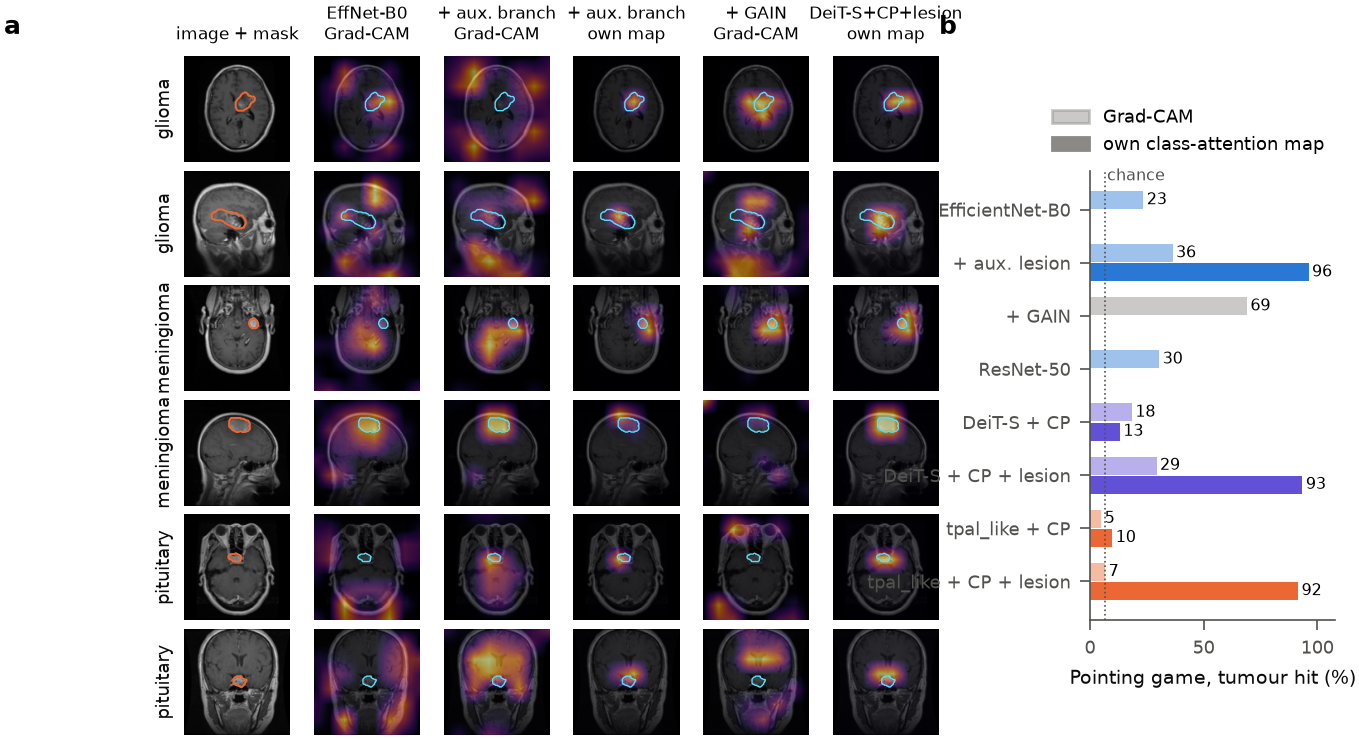 a
image + mask
EffNet-B0
Grad-CAM
+ aux. branch
Grad-CAM
+ aux. branch
own map
+ GAIN
Grad-CAM
DeiT-S+CP+lesion
own map
glioma
glioma
meningioma
meningioma
pituitary
pituitary
b
Grad-CAM
own class-attention map
chance
EfficientNet-B0
23
+ aux. lesion
36
96
+ GAIN
69
ResNet-50
30
DeiT-S + CP
18
13
DeiT-S + CP + lesion
29
93
tpal_like + CP
5
10
tpal_like + CP + lesion
7
92
0
50
100
Pointing game, tumour hit (%)